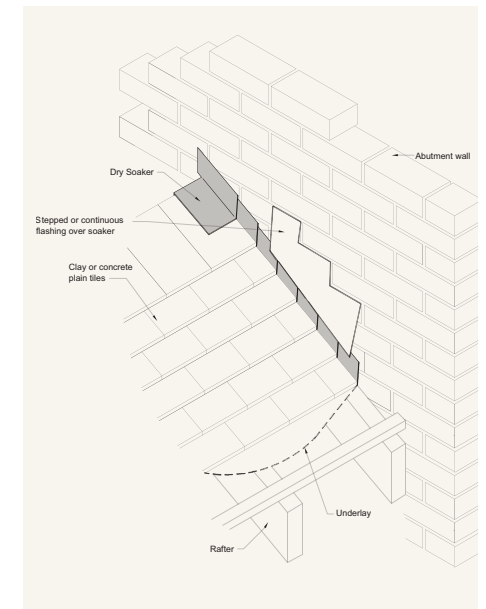 Abutment wall
Dry Soaker
Stepped or continuous
flashing over soaker
Clay or concrete
plain tiles
Underlay
Rafter